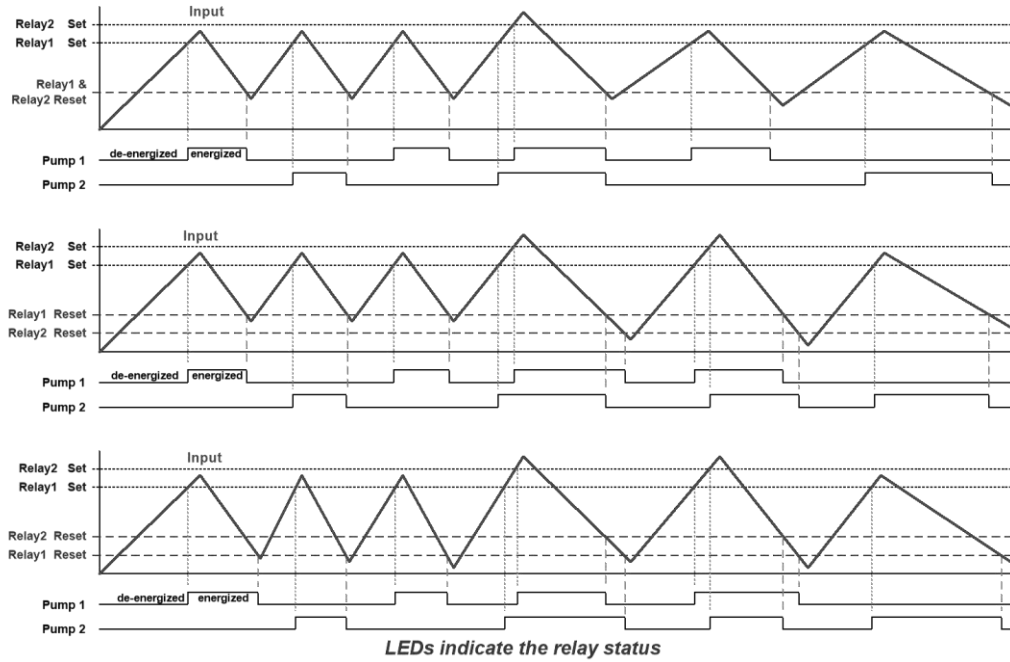 Input
Relay2 Set
Relay1 Set
Relay1 &
Relay2 Reset
de-energized energized
Pump 1
Pump 2
Input
Relay2 Set
Relay1 Set
Relay1 Reset
Relay2 Reset
de-energized energized
Pump 1
Pump 2
Input
Relay2 Set
Relay1 Set
Relay2 Reset
Relay1 Reset
de-energized energized
Pump 1
Pump 2
LEDs indicate the relay status